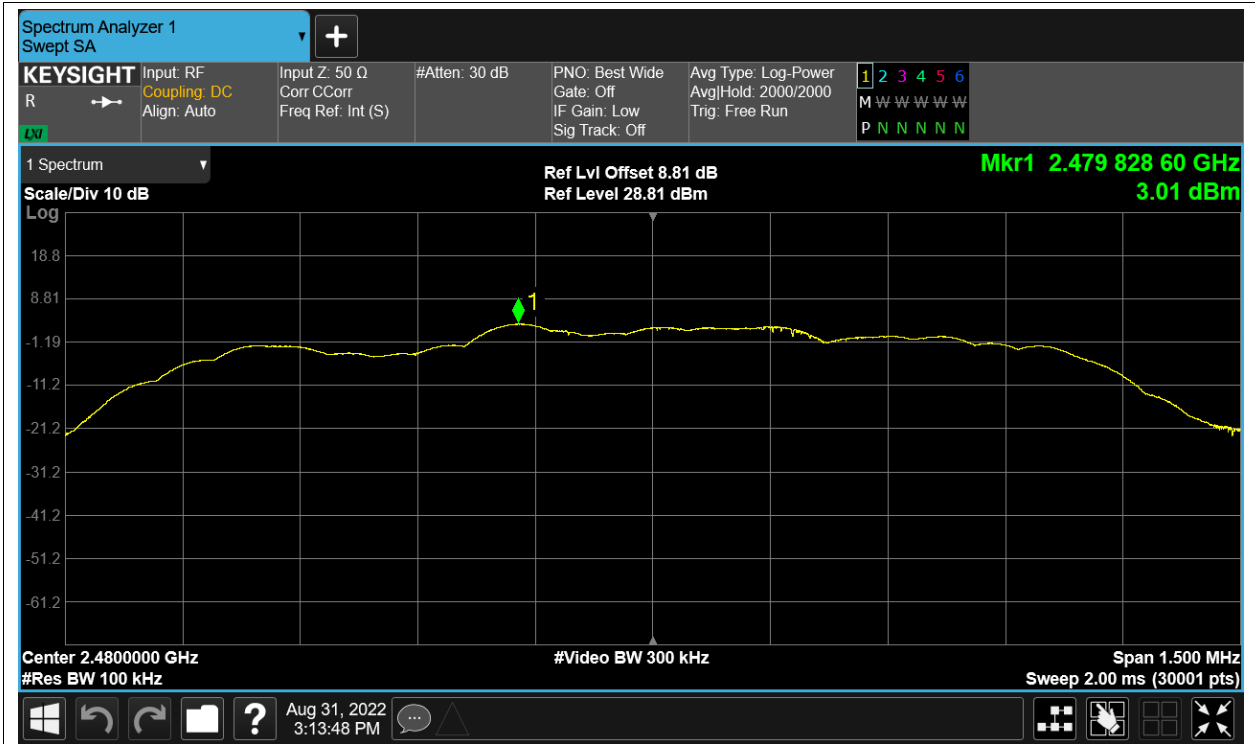 Spectrum Analyzer 1
Swept SA
KEYSIGHT
R
LXI
Input: RF
Coupling: DC
Align: Auto
Input Z: 50 Ω
Corr CCorr
Freq Ref: Int (S)
#Atten: 30 dB
PNO: Best Wide
Gate: Off
IF Gain: Low
Sig Track: Off
Avg Type: Log-Power
Avg|Hold: 2000/2000
Trig: Free Run
1 2 3 4 5 6
M W W W W W
P N N N N N
1 Spectrum
Scale/Div 10 dB
Log
Ref Lvl Offset 8.81 dB
Ref Level 28.81 dBm
Mkr1 2.479 828 60 GHz
3.01 dBm
18.8
8.81
1
-1.19
-11.2
-21.2
-31.2
-41.2
-51.2
-61.2
Center 2.4800000 GHz
#Video BW 300 kHz
Span 1.500 MHz
#Res BW 100 kHz
Sweep 2.00 ms (30001 pts)
?
Aug 31, 2022
3:13:48 PM